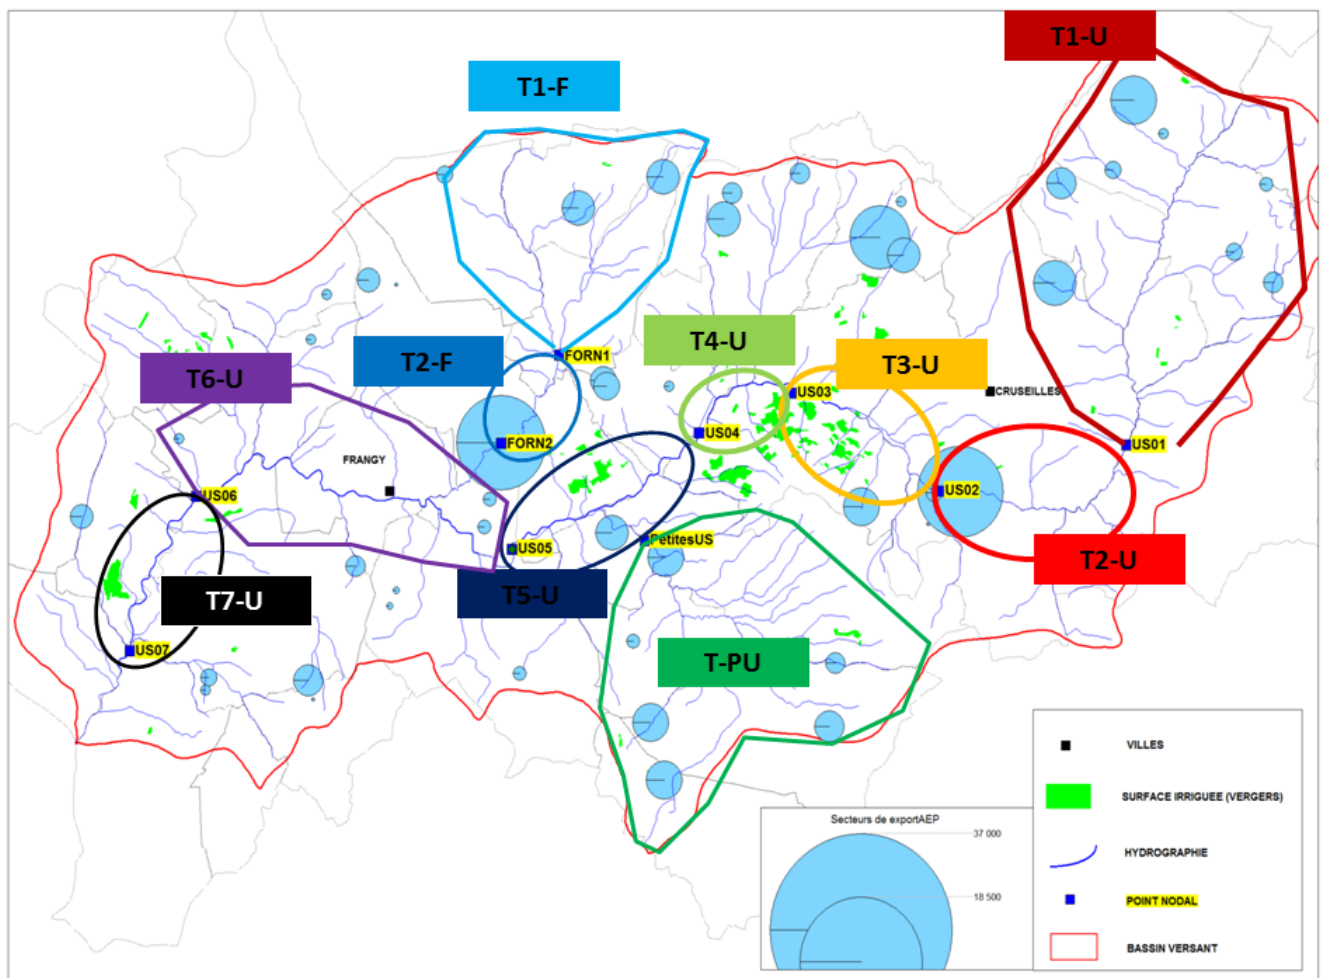 T1-U
T1-F
T4-U
T3-U
T2-F
FORN1
T6-U
US03
CRUSEILLES
US04
FORN2
US01
FRANGY
US02
US06
PetitesUS
US05
T2-U
T5-U
T7-U
US07
T-PU
VILLES
SURFACE IRRIGUEE (VERGERS)
HYDROGRAPHIE
POINT NODAL
BASSIN VERSANT
Secteurs de exportAEP
37 000
18 500